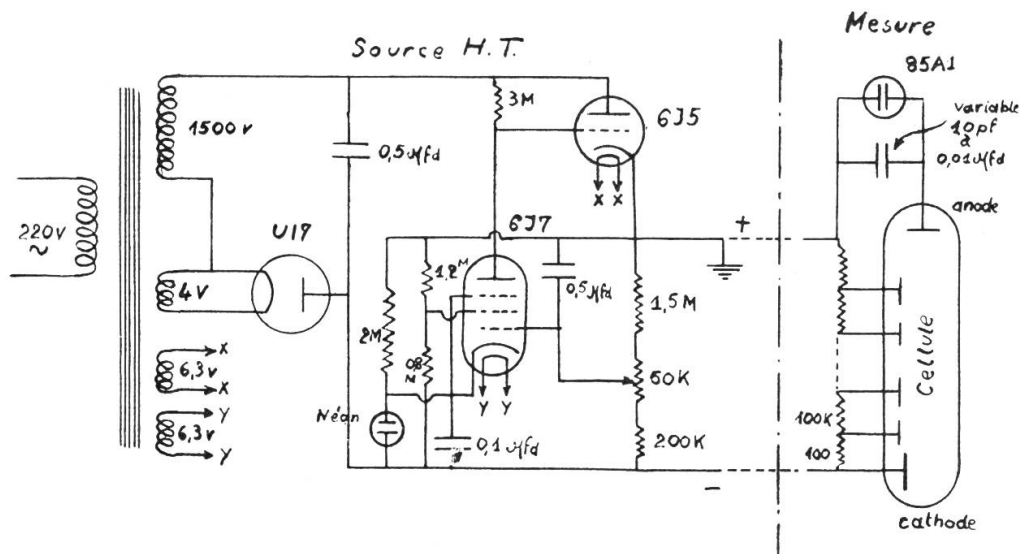 Source H.T.
Mesure
85A1
variable
10pf
à
0,01 µfd
1500v
3M
6J5
0,5 µfd
X X
220v
~
U17
6J7
+
anode
4V
1,2M
0,5 µfd
1,5M
2M
0,8
M
X
6,3v
X
50K
Cellule
Y Y
Néon
Y
6,3v
Y
0,1 µfd
200K
100K
100
-
cathode